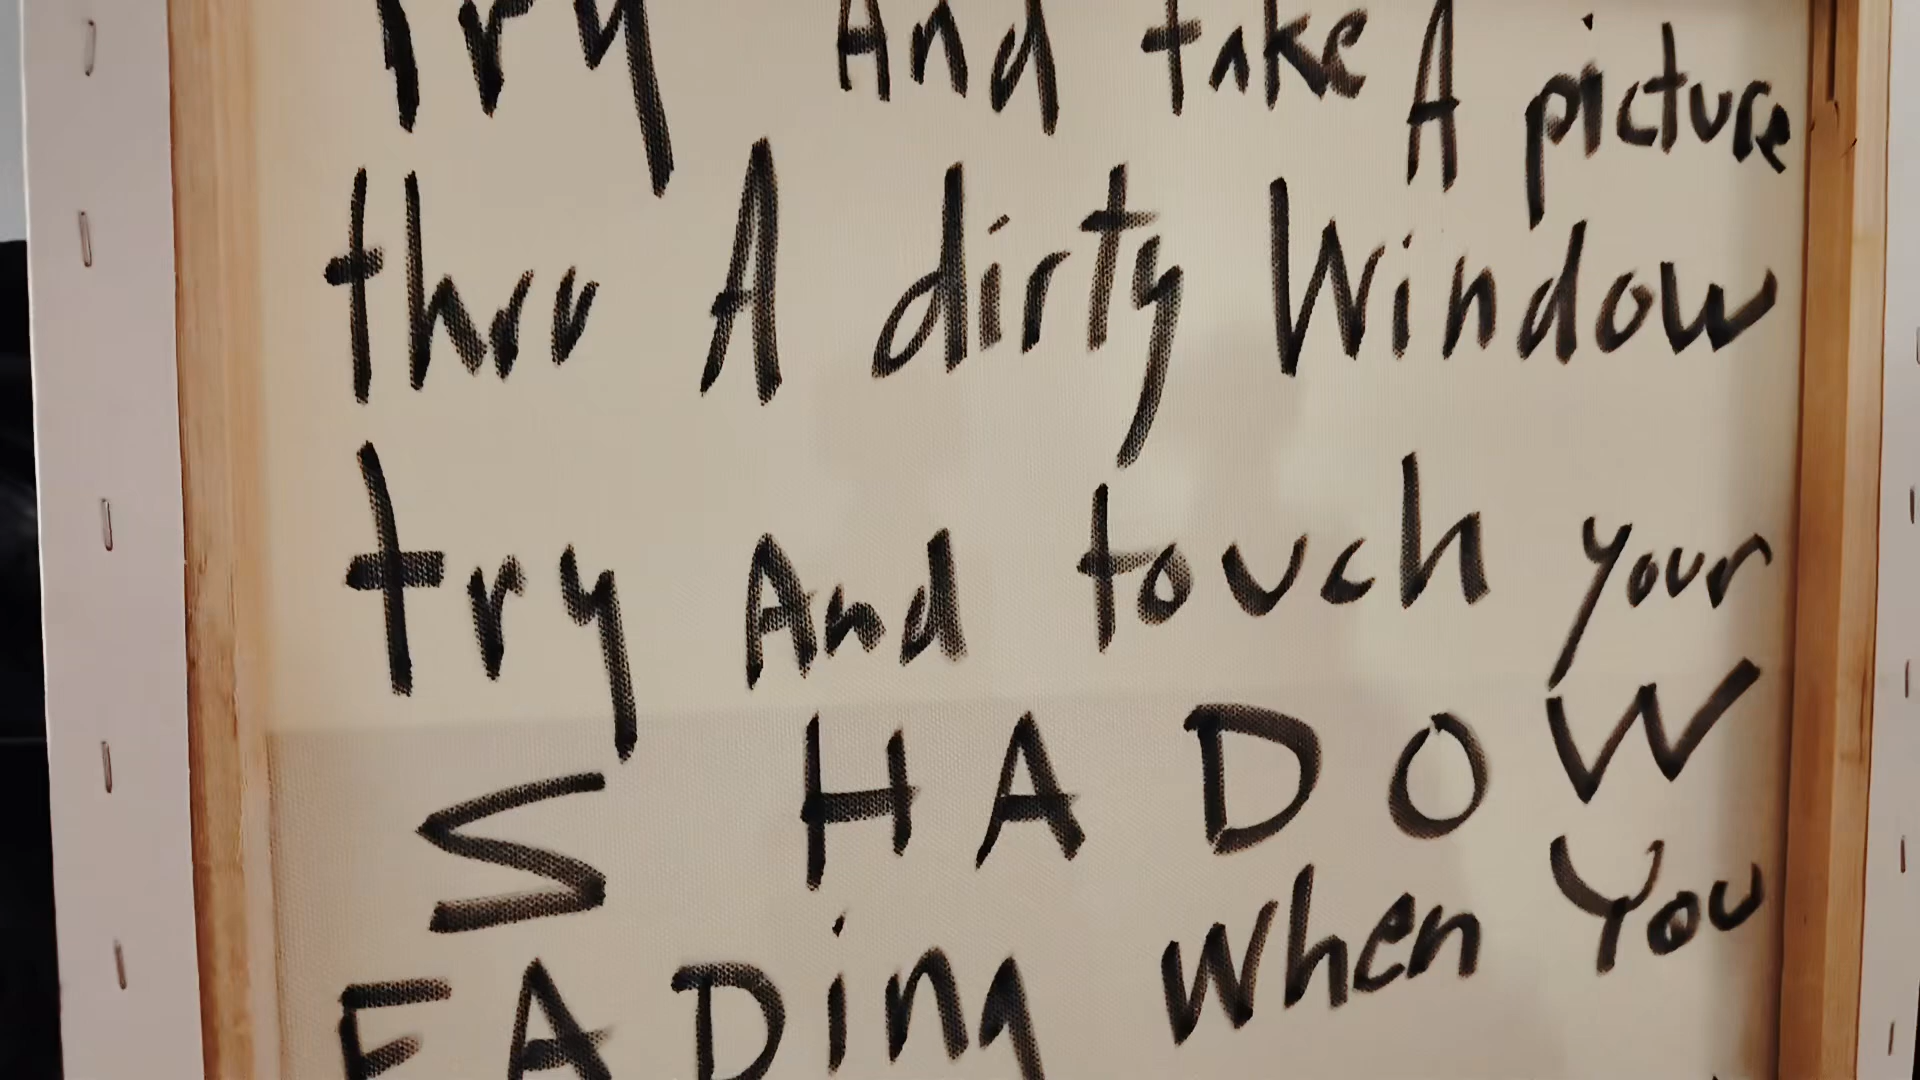 Try And take A picture
thru A dirty Window
try And touch your
SHADOW
FADing When You